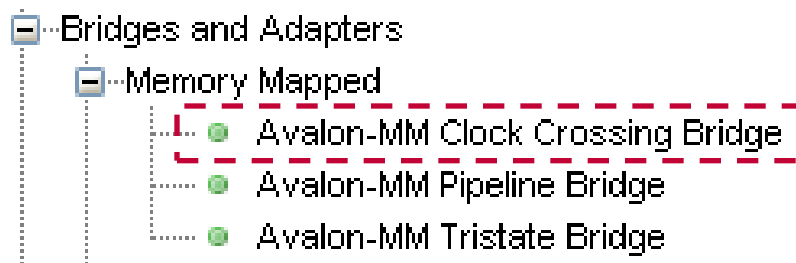 Bridges and Adapters
Memory Mapped
Avalon-MM Clock Crossing Bridge
Avalon-MM Pipeline Bridge
Avalon-MM Tristate Bridge